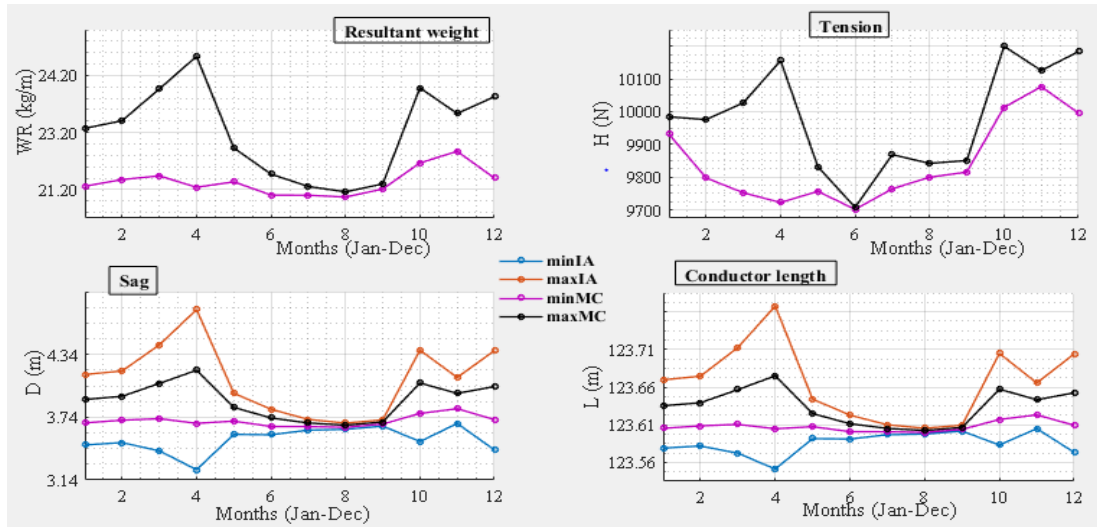 Resultant weight
WR (kg/m)
24.20
23.20
21.20
2 4 6 8 10 12
Months (Jan-Dec)
Tension
H (N)
10100
10000
9900
9800
9700
2 4 6 8 10 12
Months (Jan-Dec)
Sag
D (m)
4.34
3.74
3.14
2 4 6 8 10 12
Months (Jan-Dec)
minIA
maxIA
minMC
maxMC
Conductor length
L (m)
123.71
123.66
123.61
123.56
2 4 6 8 10 12
Months (Jan-Dec)